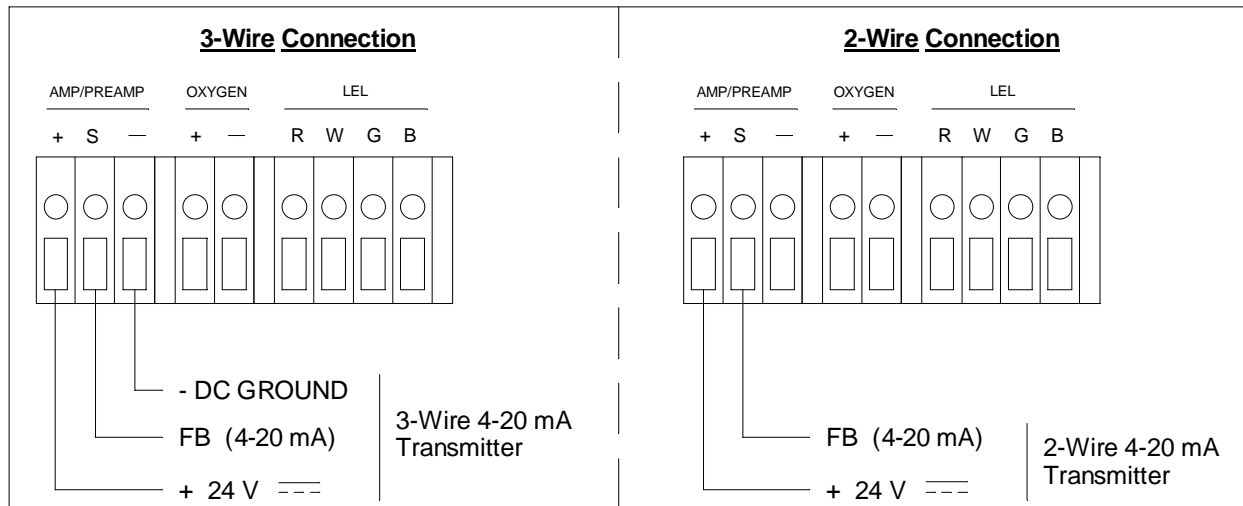 3-Wire Connection
AMP/PREAMP OXYGEN LEL
+ S — + — R W G B
- DC GROUND
FB (4-20 mA)
+ 24 V
3-Wire 4-20 mA
Transmitter
2-Wire Connection
AMP/PREAMP OXYGEN LEL
+ S — + — R W G B
FB (4-20 mA)
+ 24 V
2-Wire 4-20 mA
Transmitter